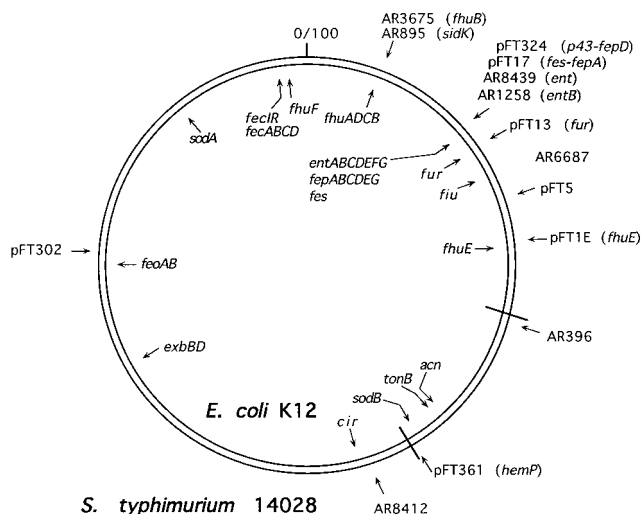 AR3675 (fhuB)
0/100
AR895 (sidK)
pFT324 (p43-fepD)
pFT17 (fes-fepA)
AR8439 (ent)
AR1258 (entB)
fecIR
fhuF
fhuADCB
fecABCD
sodA
pFT13 (fur)
entABCDEFG
AR6687
fepABCDEG
fur
fes
fiu
pFT5
pFT1E (fhuE)
pFT302
feoAB
fhuE
AR396
exbBD
acn
tonB
sodB
E. coli K12
cir
pFT361 (hemP)
S. typhimurium 14028
AR8412